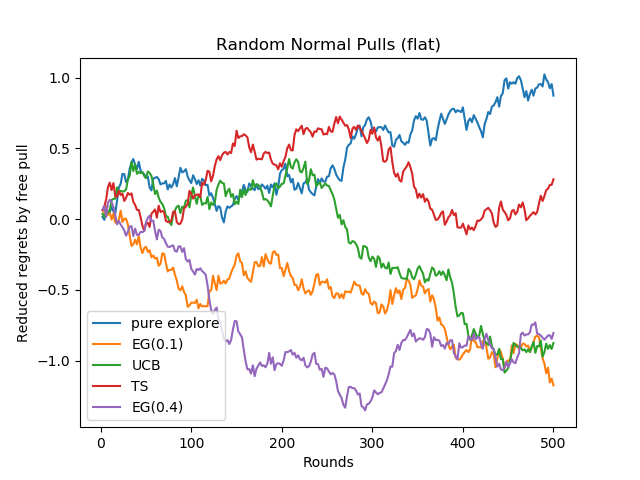 Random Normal Pulls (flat)
Reduced regrets by free pull
1.0
0.5
0.0
−0.5
−1.0
pure explore
EG(0.1)
UCB
TS
EG(0.4)
0 100 200 300 400 500
Rounds